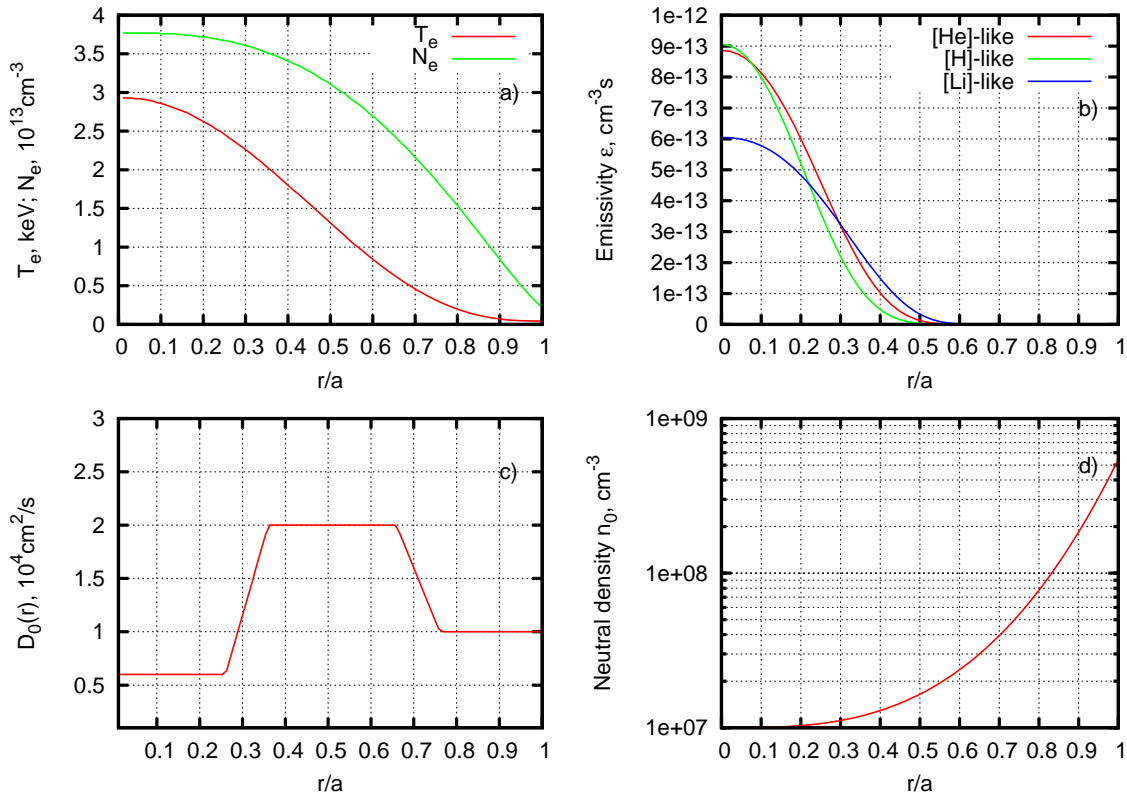 4
3.5
3
2.5
2
1.5
1
0.5
0
T_e, keV; N_e, 10^13 cm^-3
T_e
N_e
a)
0 0.1 0.2 0.3 0.4 0.5 0.6 0.7 0.8 0.9 1
r/a
1e-12
9e-13
8e-13
7e-13
6e-13
5e-13
4e-13
3e-13
2e-13
1e-13
0
Emissivity ε, cm^-3 s
[He]-like
[H]-like
[Li]-like
b)
0 0.1 0.2 0.3 0.4 0.5 0.6 0.7 0.8 0.9 1
r/a
3
2.5
2
1.5
1
0.5
D_0(r), 10^4 cm^2/s
c)
0.1 0.2 0.3 0.4 0.5 0.6 0.7 0.8 0.9 1
r/a
1e+09
1e+08
1e+07
Neutral density n_0, cm^-3
d)
0 0.1 0.2 0.3 0.4 0.5 0.6 0.7 0.8 0.9 1
r/a